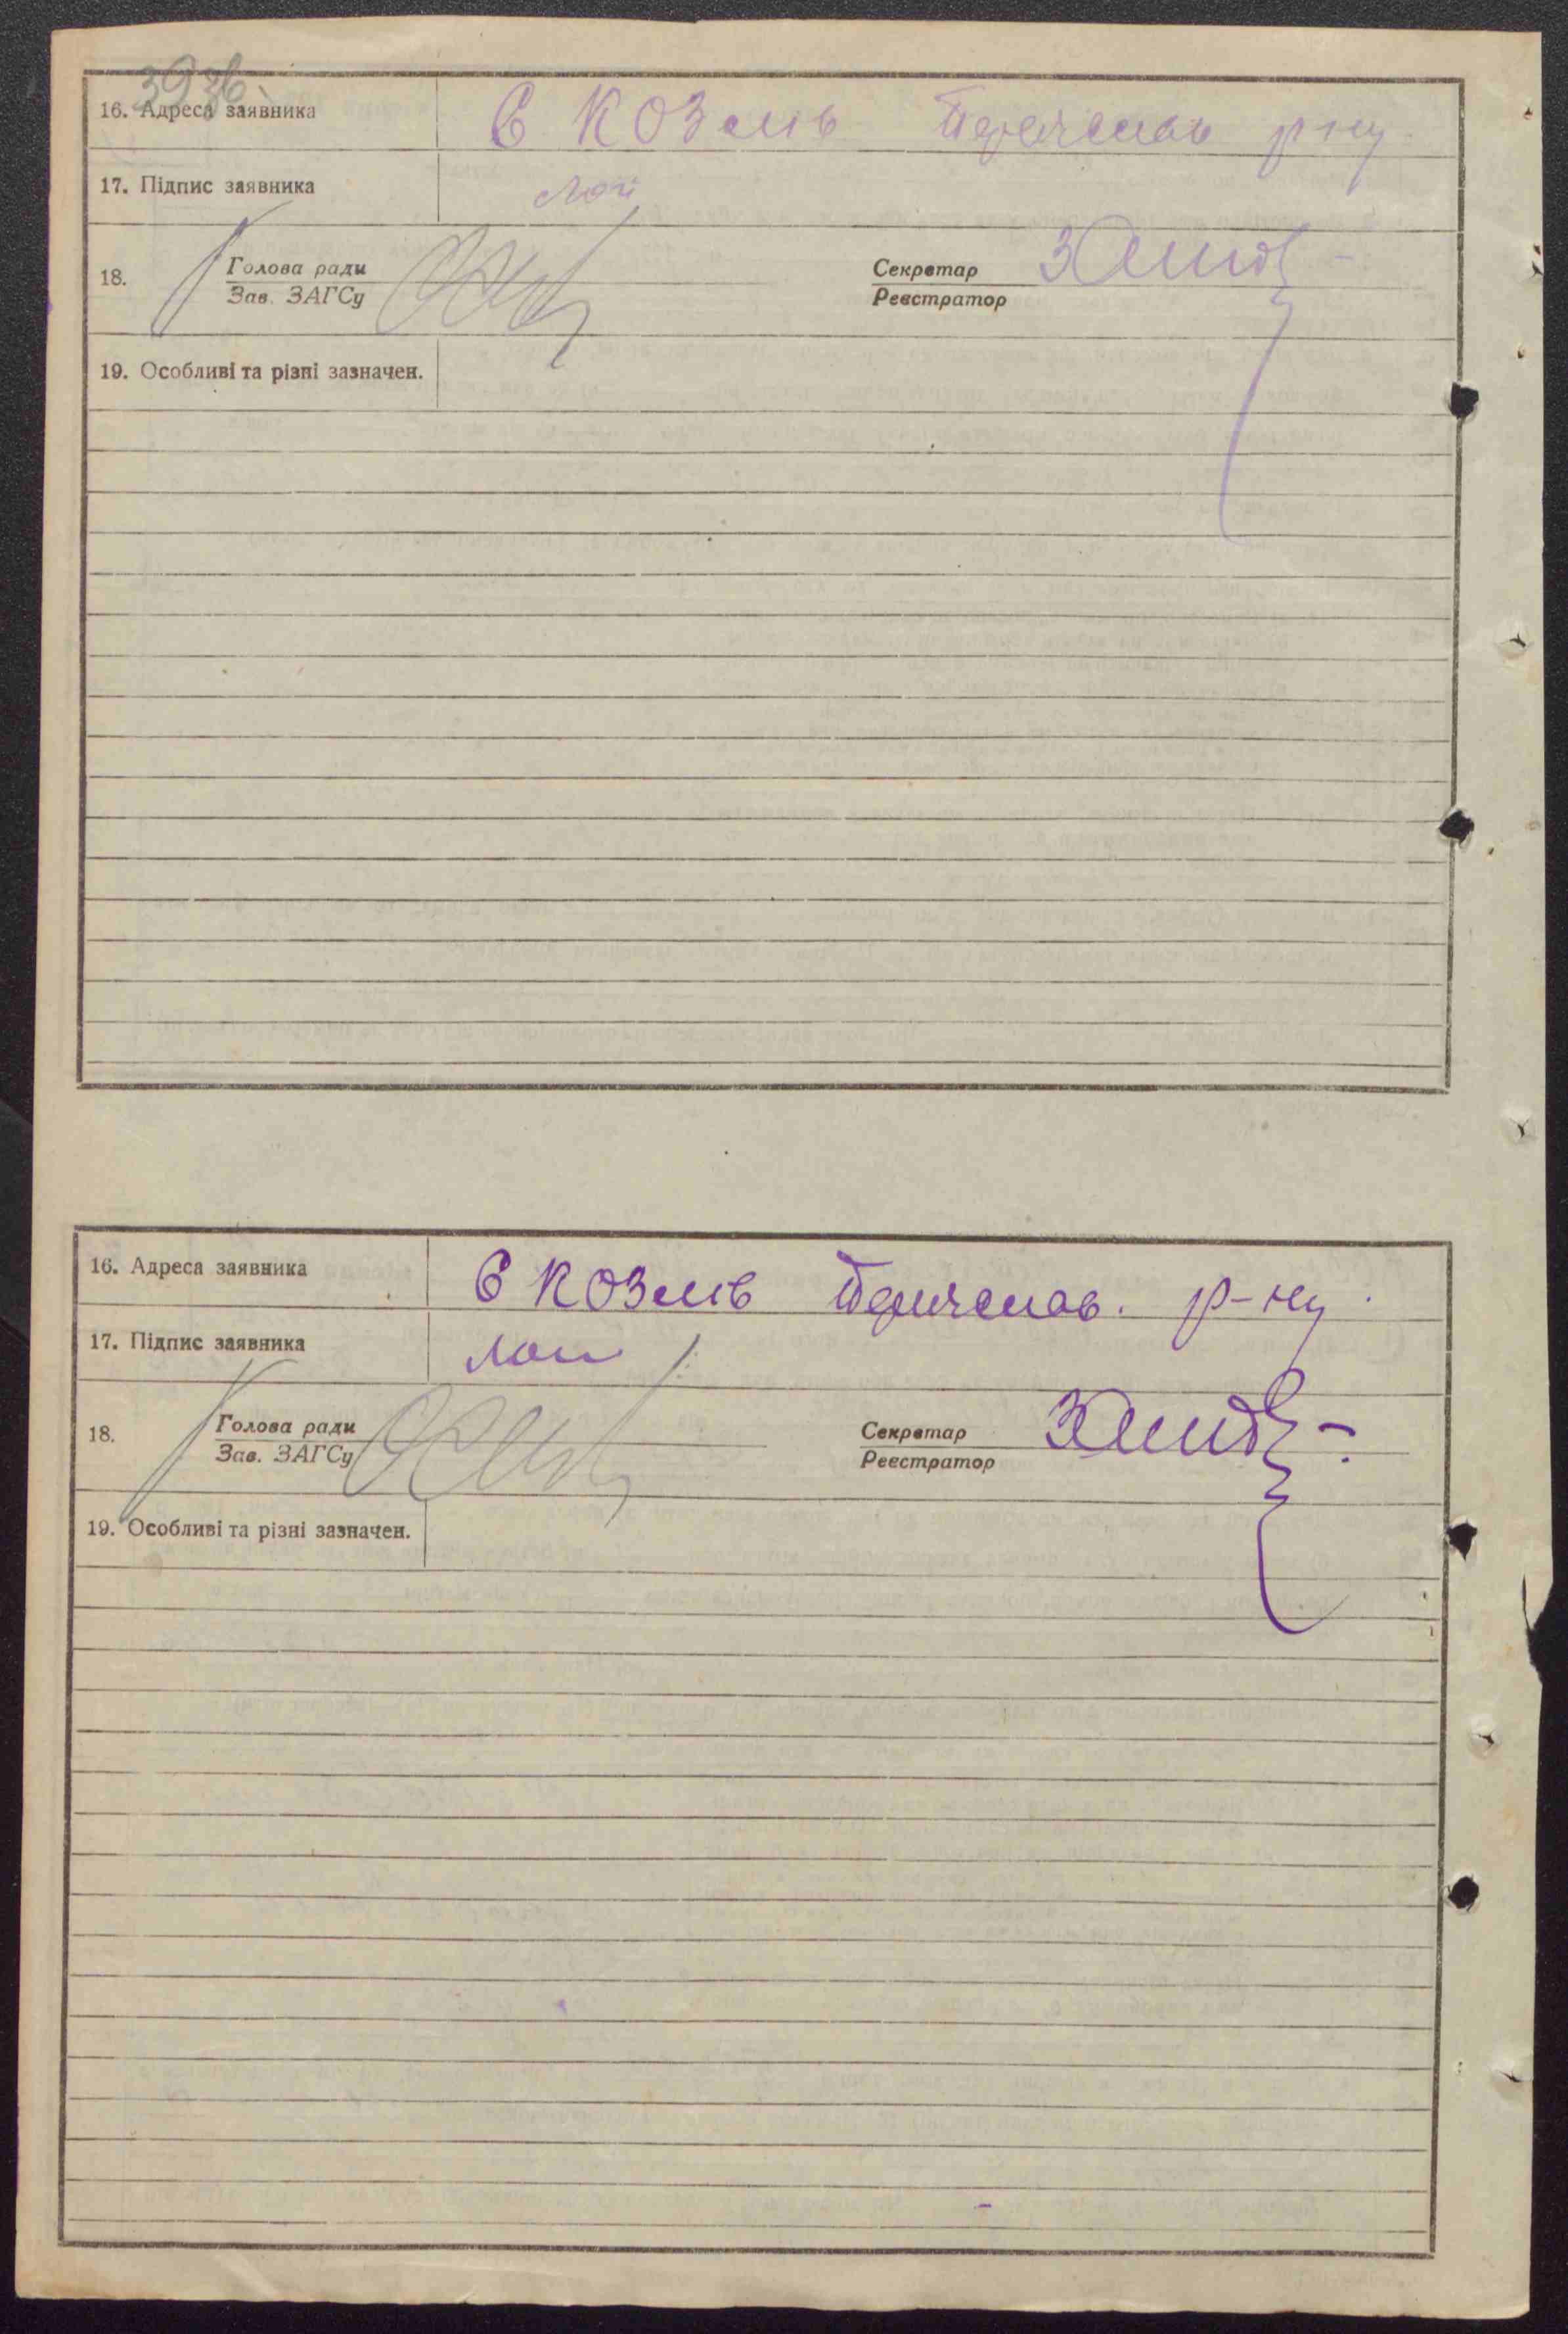 3936
16. Адреса заявника С Козлів Переяслав р ну
17. Підпис заявника
18. Голова ради Секретар
Зав. ЗАГСу Реєстратор
19. Особливі та різні зазначен.
16. Адреса заявника С Козлів Переяслав. р-ну
17. Підпис заявника
18. Голова ради Секретар
Зав. ЗАГСу Реєстратор
19. Особливі та різні зазначен.